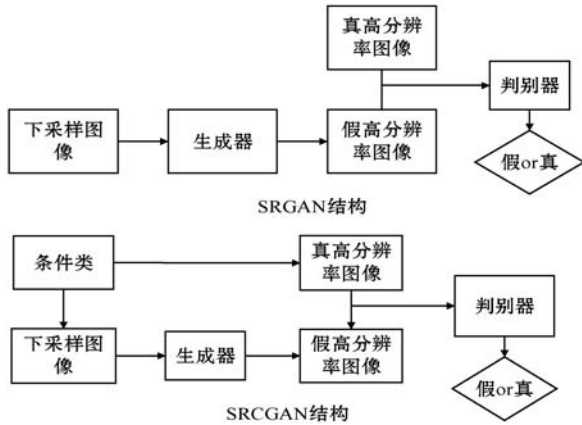 真高分辨
率图像
判别器
下采样图
像
生成器
假高分辨
率图像
假or真
SRGAN结构
条件类
真高分辨
率图像
判别器
下采样图
像
生成器
假高分辨
率图像
假or真
SRCGAN结构